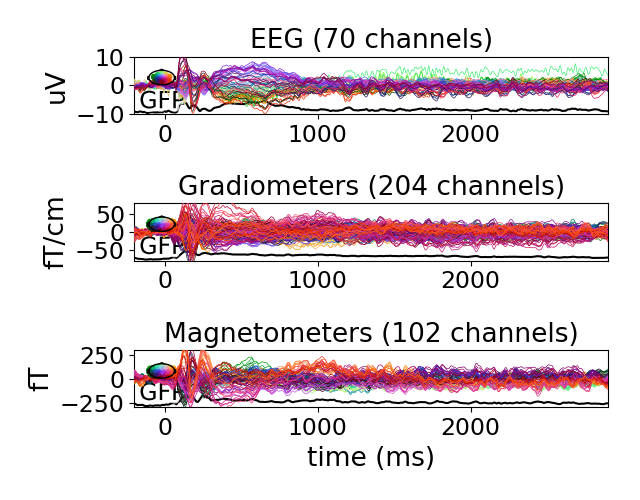 EEG (70 channels)
10
0
−10
uV
GFP
0
1000
2000
Gradiometers (204 channels)
50
0
−50
fT/cm
GFP
0
1000
2000
Magnetometers (102 channels)
250
0
−250
fT
GFP
0
1000
2000
time (ms)